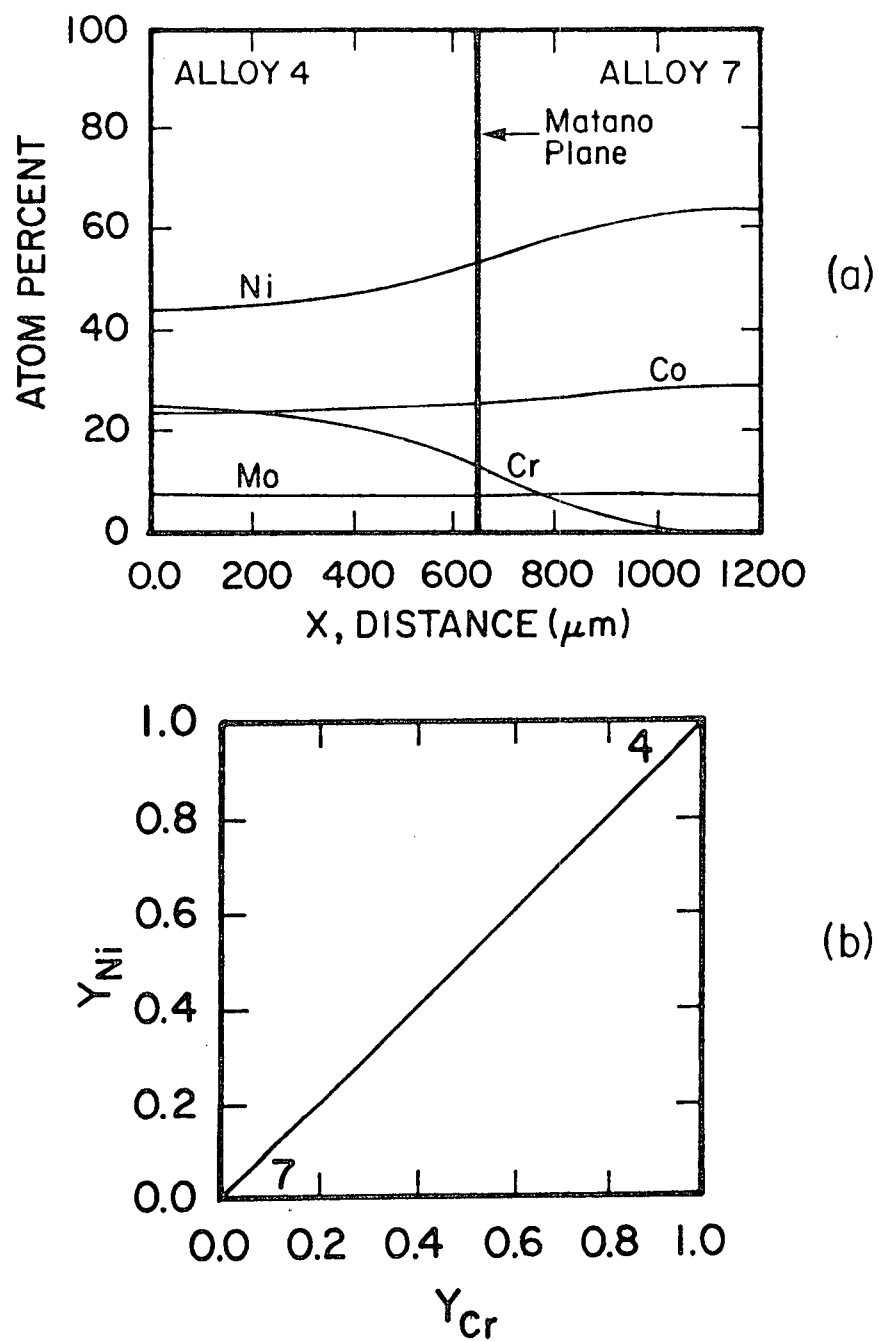 100
80
60
40
20
0
ATOM PERCENT
ALLOY 4
ALLOY 7
Matano
Plane
Ni
Co
Mo
Cr
(a)
0.0 200 400 600 800 1000 1200
X, DISTANCE (μm)
1.0
0.8
0.6
0.4
0.2
0.0
Y_Ni
4
7
(b)
0.0 0.2 0.4 0.6 0.8 1.0
Y_Cr